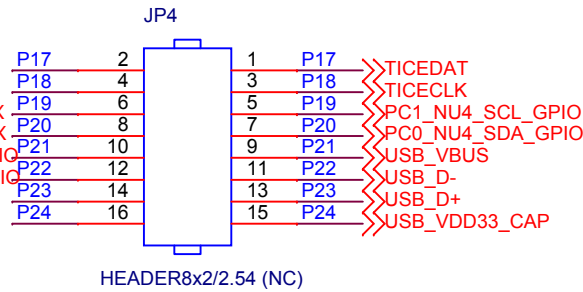 JP4
P17 2 1 P17 TICEDAT
P18 4 3 P18 TICECLK
P19 6 5 P19 PC1_NU4_SCL_GPIO
P20 8 7 P20 PC0_NU4_SDA_GPIO
P21 10 9 P21 USB_VBUS
P22 12 11 P22 USB_D-
P23 14 13 P23 USB_D+
P24 16 15 P24 USB_VDD33_CAP
HEADER8x2/2.54 (NC)